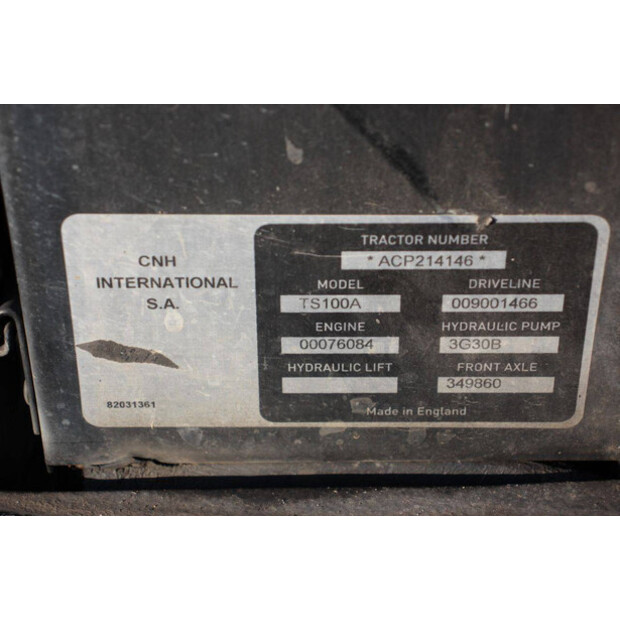 CNH
INTERNATIONAL
S.A.
82031361
TRACTOR NUMBER
* ACP214146 *
MODEL DRIVELINE
TS100A 009001466
ENGINE HYDRAULIC PUMP
00076084 3G30B
HYDRAULIC LIFT FRONT AXLE
349860
Made in England